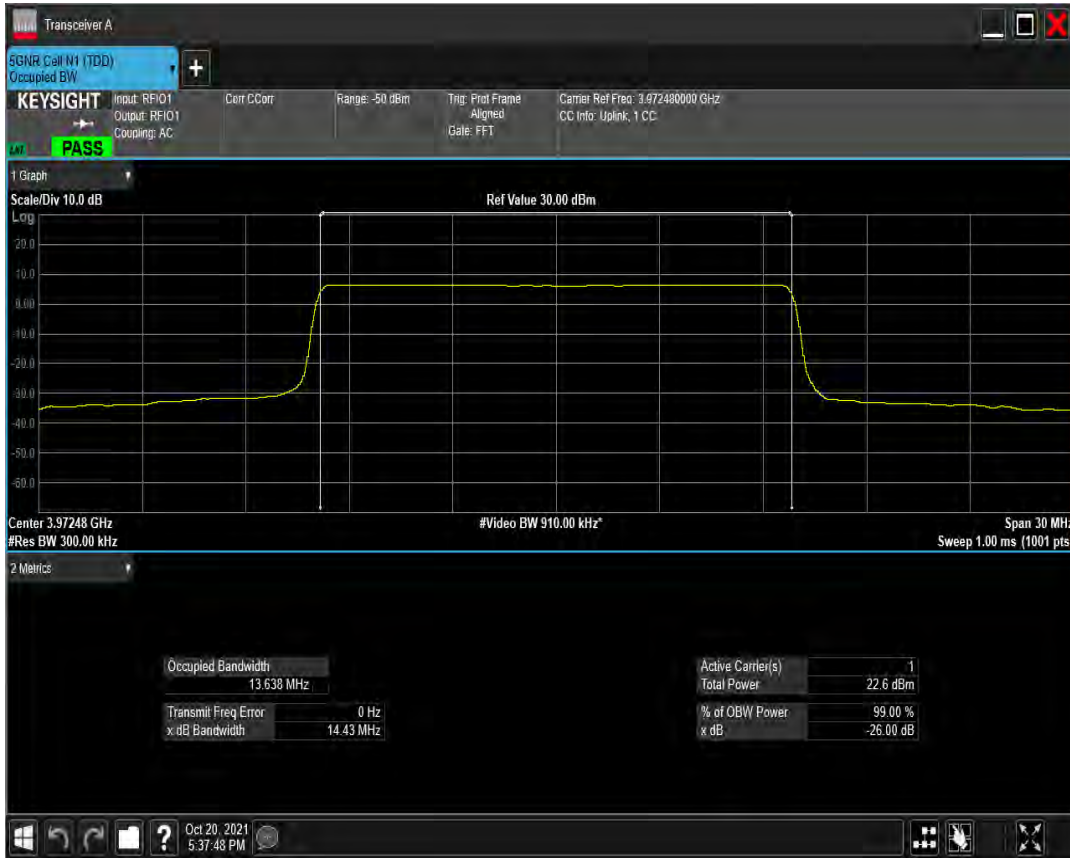 Transceiver A
5GNR Cell N1 (TDD)
Occupied BW
KEYSIGHT
Input: RFIO1
Output: RFIO1
Coupling: AC
Corr CCorr
Range: -50 dBm
Trig: Prot Frame
Aligned
Gate: FFT
Carrier Ref Freq: 3.972480000 GHz
CC Info: Uplink, 1 CC
PASS
1 Graph
Scale/Div 10.0 dB
Ref Value 30.00 dBm
Log
20.0
10.0
0.00
-10.0
-20.0
-30.0
-40.0
-50.0
-60.0
Center 3.97248 GHz
#Video BW 910.00 kHz*
Span 30 MHz
#Res BW 300.00 kHz
Sweep 1.00 ms (1001 pts
2 Metrics
Occupied Bandwidth
13.638 MHz
Transmit Freq Error 0 Hz
x dB Bandwidth 14.43 MHz
Active Carrier(s) 1
Total Power 22.6 dBm
% of OBW Power 99.00 %
x dB -26.00 dB
?
Oct 20, 2021
5:37:48 PM